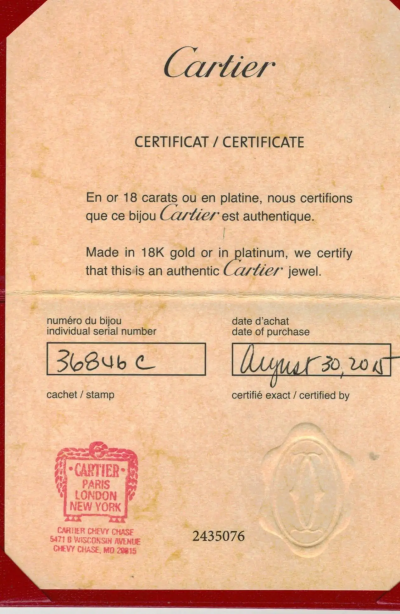 Cartier
CERTIFICAT / CERTIFICATE
En or 18 carats ou en platine, nous certifions
que ce bijou Cartier est authentique.
Made in 18K gold or in platinum, we certify
that this is an authentic Cartier jewel.
numéro du bijou
individual serial number
36846 C
date d'achat
date of purchase
August 30,
cachet / stamp
certifié exact / certified by
CARTIER
PARIS
LONDON
NEW YORK
CARTIER CHEVY CHASE
5471 B WISCONSIN AVENUE
CHEVY CHASE, MD 20815
2435076